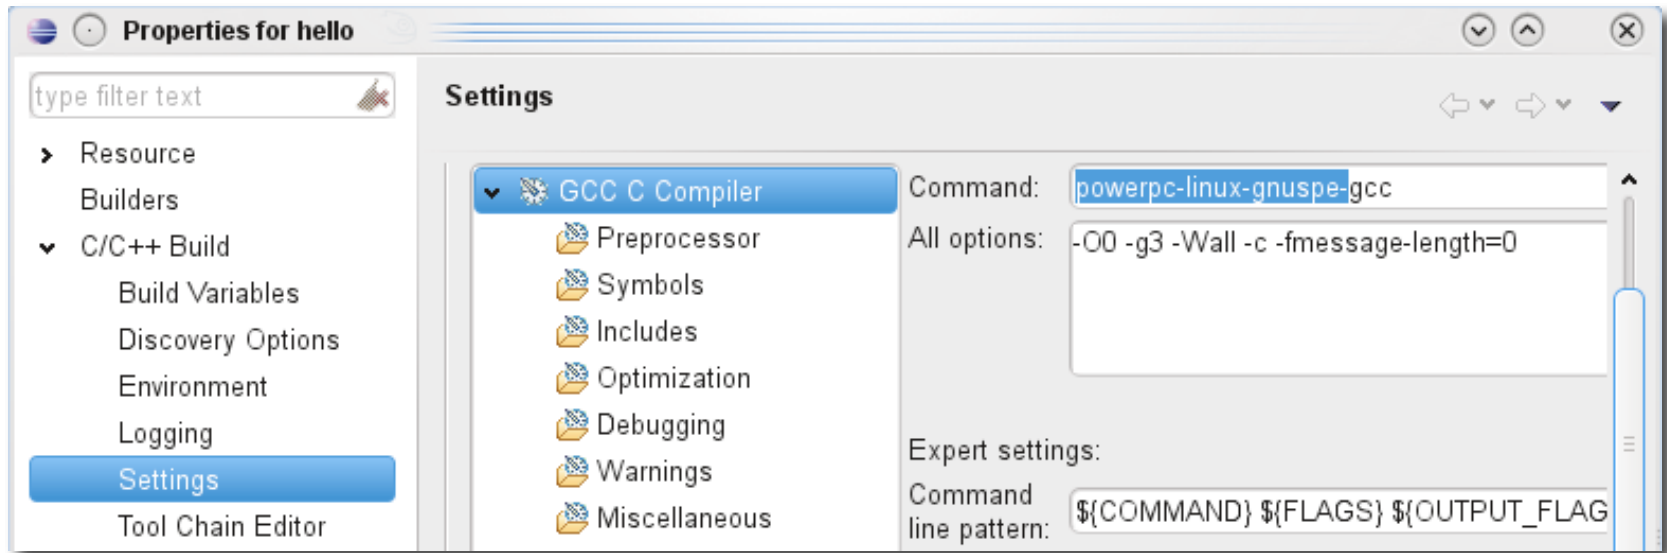 Properties for hello
type filter text
Resource
Builders
C/C++ Build
Build Variables
Discovery Options
Environment
Logging
Settings
Tool Chain Editor
Settings
GCC C Compiler
Preprocessor
Symbols
Includes
Optimization
Debugging
Warnings
Miscellaneous
Command: powerpc-linux-gnuspe-gcc
All options: -O0 -g3 -Wall -c -fmessage-length=0
Expert settings:
Command
line pattern: ${COMMAND} ${FLAGS} ${OUTPUT_FLAG